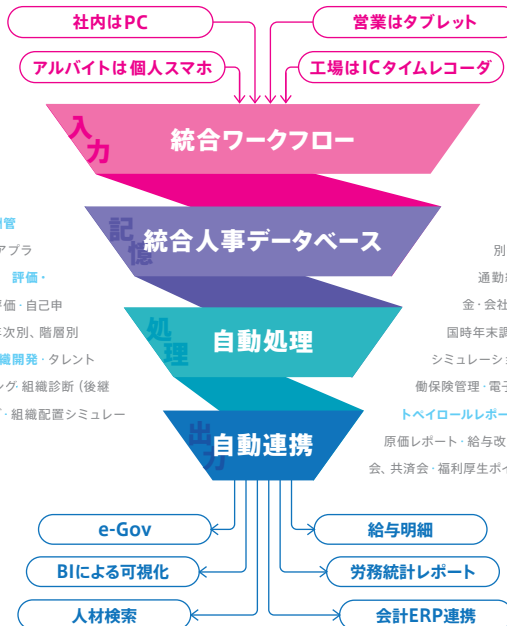 社内はPC
営業はタブレット
アルバイトは個人スマホ
工場はICタイムレコーダ
入力
統合ワークフロー
記憶
統合人事データベース
処理
自動処理
出力
自動連携
管
アプラ
評価・
評価・自己申
年次別、階層別
織開発・タレント
ング・組織診断（後継
・組織配置シミュレー
別
通勤
金・会社
国時年末調
シミュレーショ
働保険管理・電子
トペイロールレポー
原価レポート・給与改
会、共済会・福利厚生ポイ
e-Gov
給与明細
BIによる可視化
労務統計レポート
人材検索
会計ERP連携